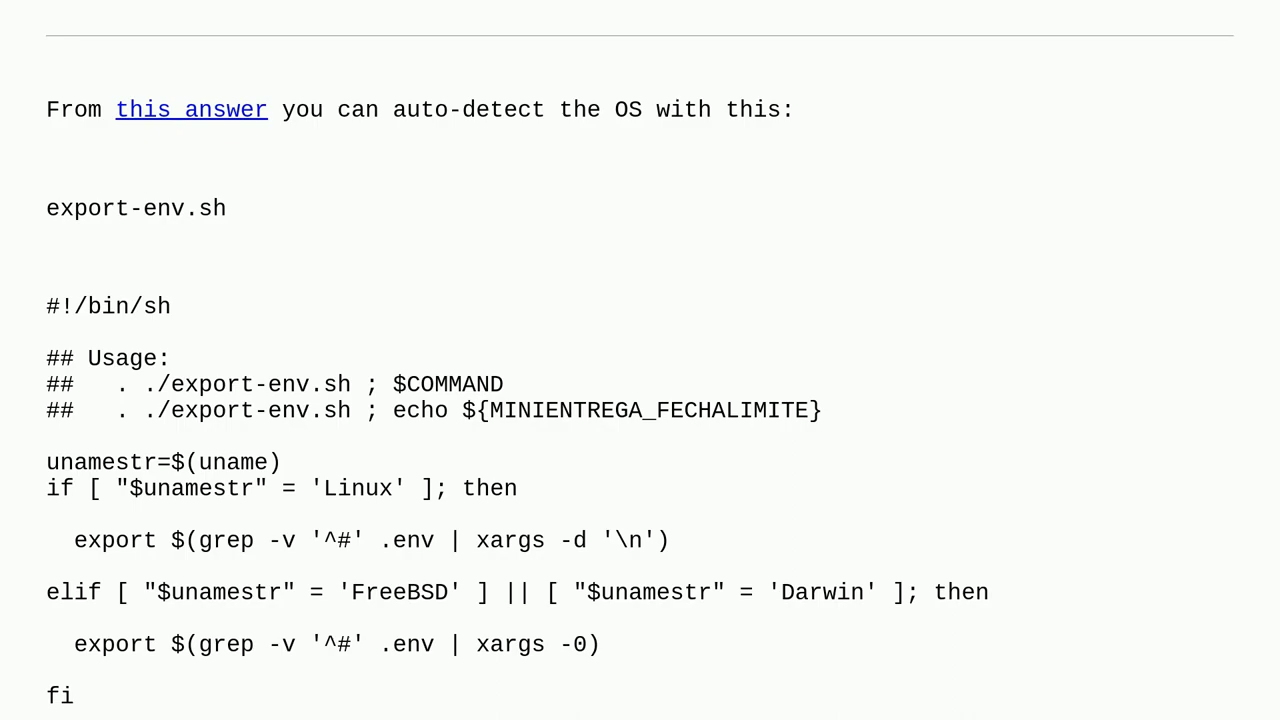 From this answer you can auto-detect the OS with this:
export-env.sh
#!/bin/sh
## Usage:
##   . ./export-env.sh ; $COMMAND
##   . ./export-env.sh ; echo ${MINIENTREGA_FECHALIMITE}
unamestr=$(uname)
if [ "$unamestr" = 'Linux' ]; then
  export $(grep -v '^#' .env | xargs -d '\n')
elif [ "$unamestr" = 'FreeBSD' ] || [ "$unamestr" = 'Darwin' ]; then
  export $(grep -v '^#' .env | xargs -0)
fi